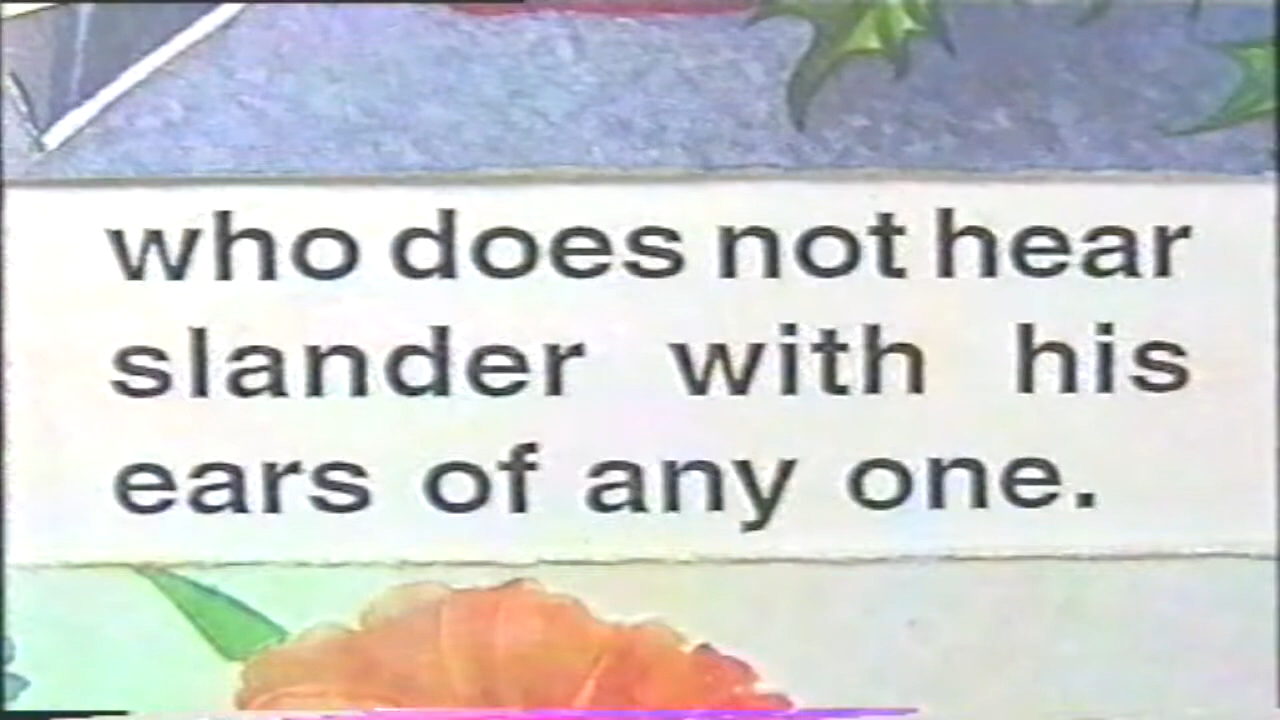 who does not hear
slander with his
ears of any one.